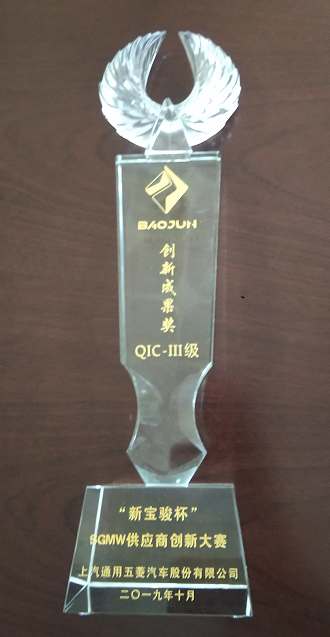 BAOJUN
创新成果奖
QIC-III级
“新宝骏杯”
SGMW供应商创新大赛
上汽通用五菱汽车股份有限公司
二〇一九年十月